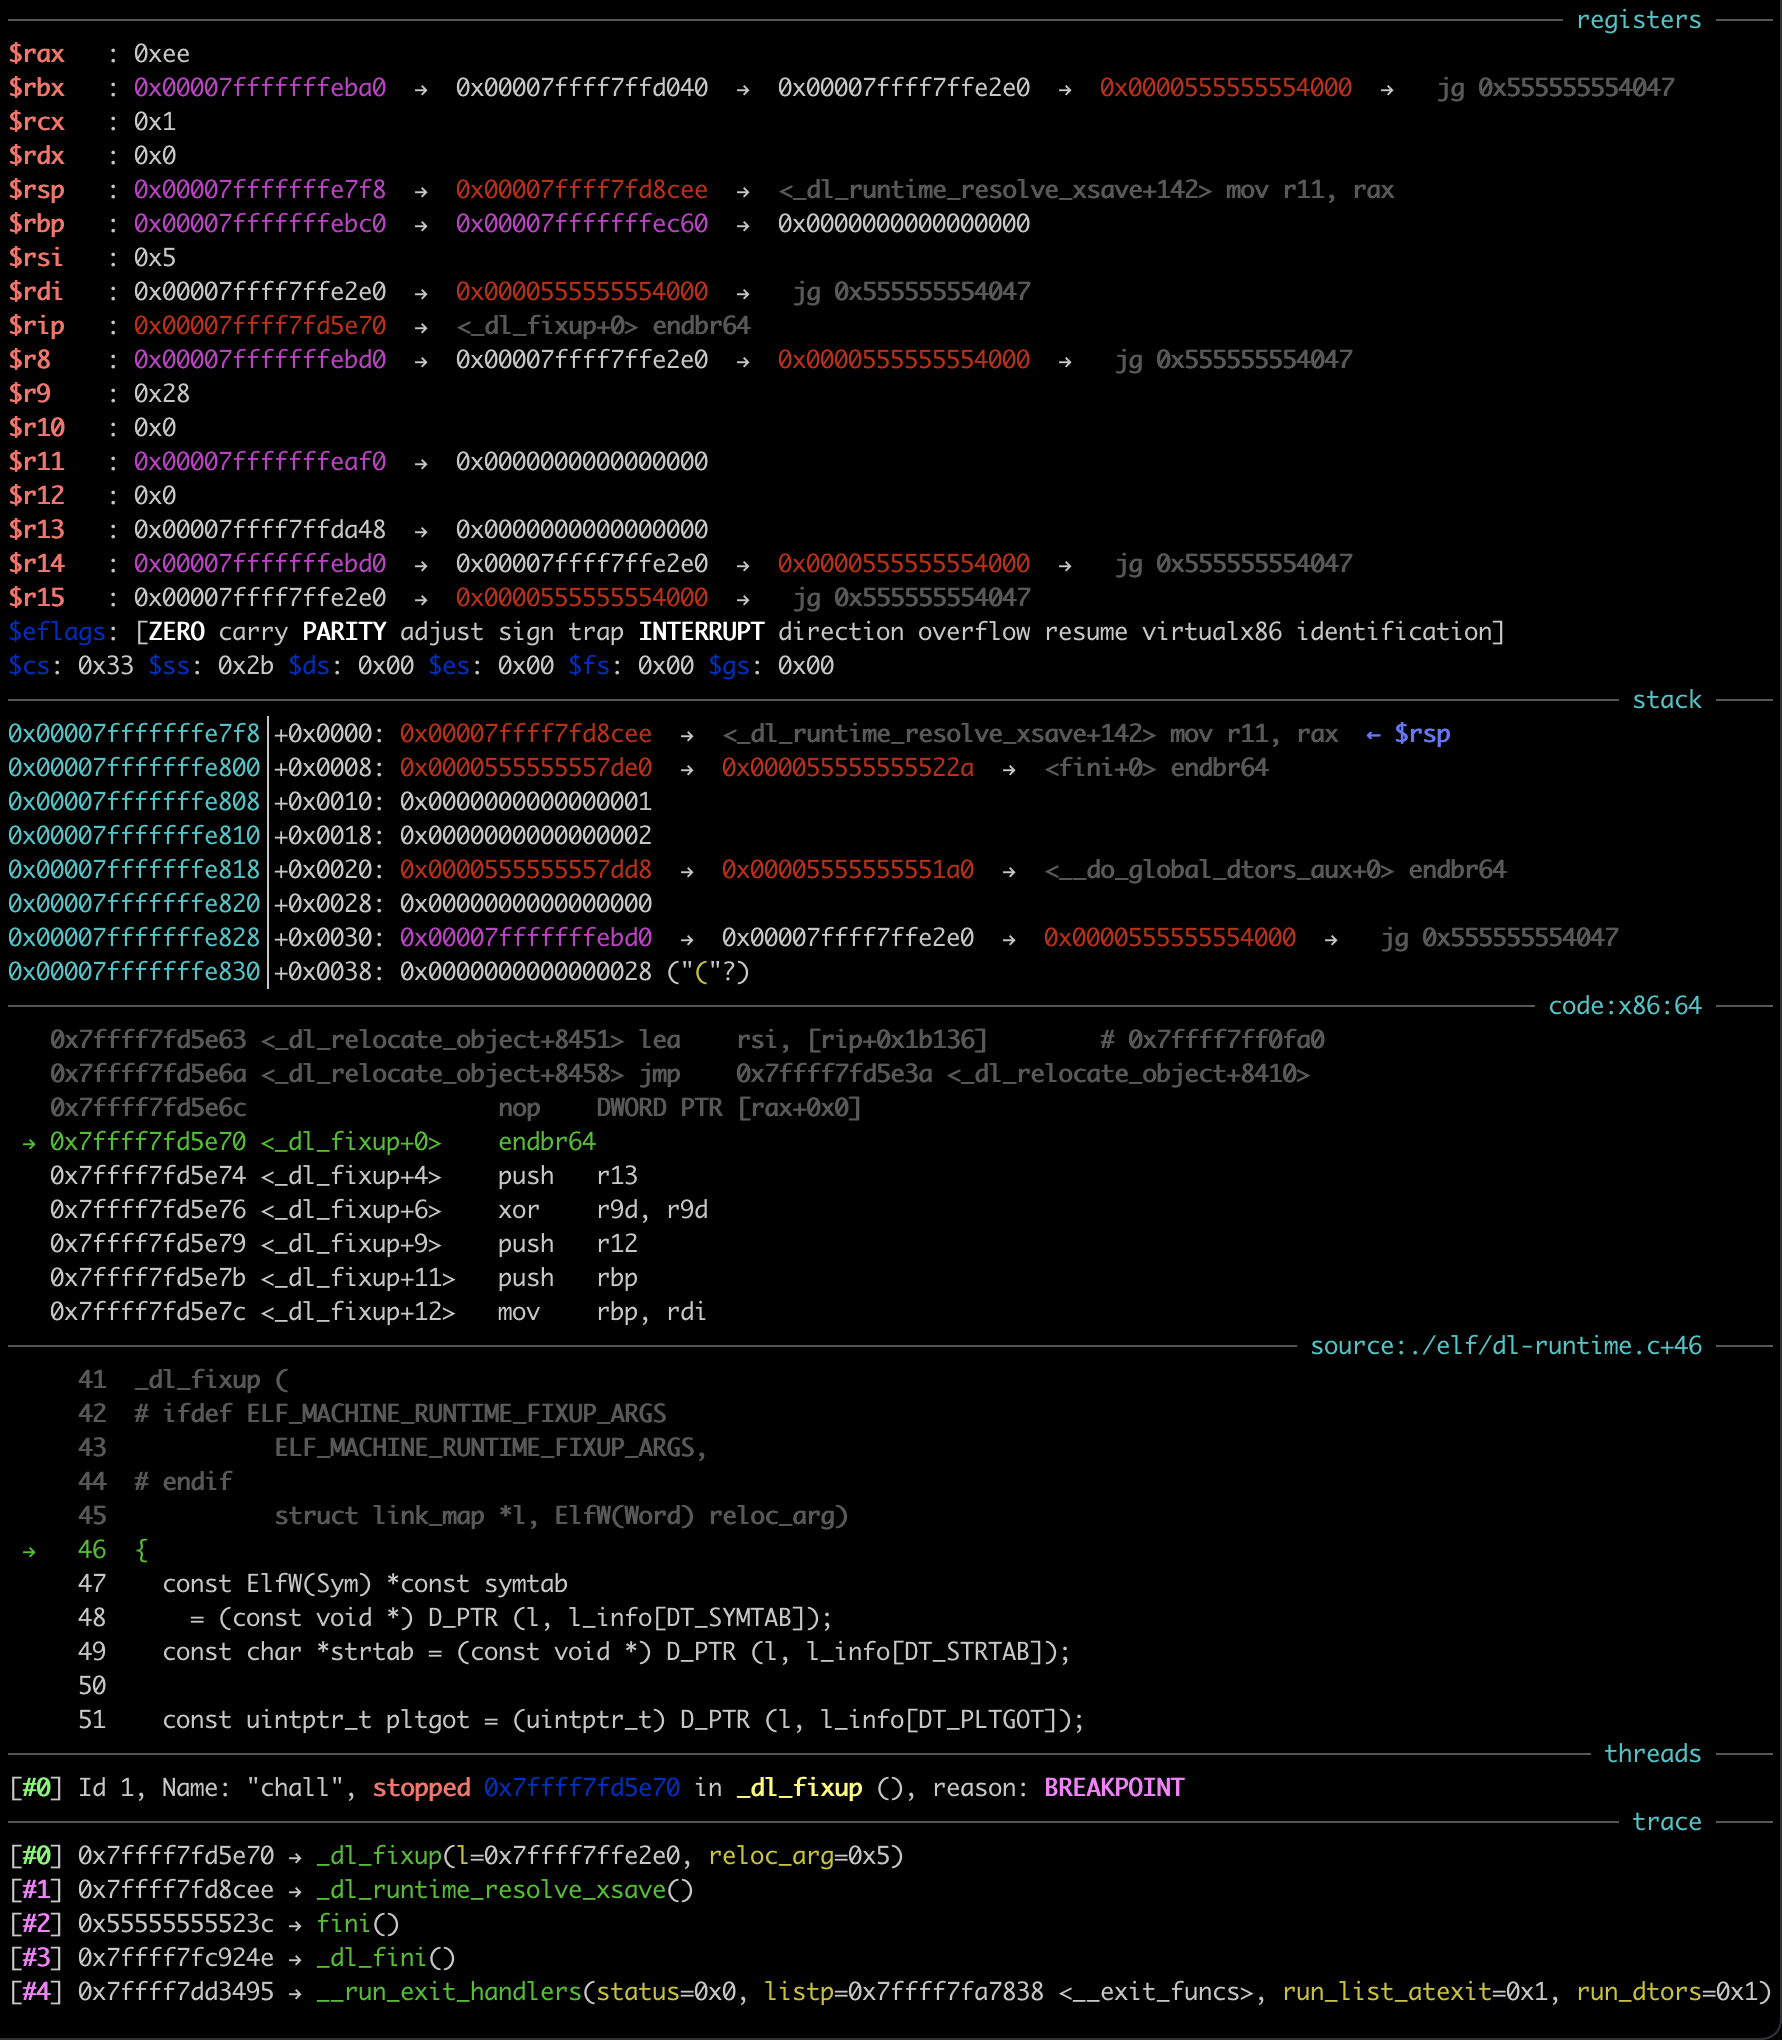 registers
$rax   : 0xee
$rbx   : 0x00007fffffffeba0  →  0x00007ffff7ffd040  →  0x00007ffff7ffe2e0  →  0x0000555555554000  →   jg 0x555555554047
$rcx   : 0x1
$rdx   : 0x0
$rsp   : 0x00007fffffffe7f8  →  0x00007ffff7fd8cee  →  <_dl_runtime_resolve_xsave+142> mov r11, rax
$rbp   : 0x00007fffffffebc0  →  0x00007fffffffec60  →  0x0000000000000000
$rsi   : 0x5
$rdi   : 0x00007ffff7ffe2e0  →  0x0000555555554000  →   jg 0x555555554047
$rip   : 0x00007ffff7fd5e70  →  <_dl_fixup+0> endbr64
$r8    : 0x00007fffffffebd0  →  0x00007ffff7ffe2e0  →  0x0000555555554000  →   jg 0x555555554047
$r9    : 0x28
$r10   : 0x0
$r11   : 0x00007fffffffeaf0  →  0x0000000000000000
$r12   : 0x0
$r13   : 0x00007ffff7ffda48  →  0x0000000000000000
$r14   : 0x00007fffffffebd0  →  0x00007ffff7ffe2e0  →  0x0000555555554000  →   jg 0x555555554047
$r15   : 0x00007ffff7ffe2e0  →  0x0000555555554000  →   jg 0x555555554047
$eflags: [ZERO carry PARITY adjust sign trap INTERRUPT direction overflow resume virtualx86 identification]
$cs: 0x33 $ss: 0x2b $ds: 0x00 $es: 0x00 $fs: 0x00 $gs: 0x00
stack
0x00007fffffffe7f8│+0x0000: 0x00007ffff7fd8cee  →  <_dl_runtime_resolve_xsave+142> mov r11, rax  ← $rsp
0x00007fffffffe800│+0x0008: 0x0000555555557de0  →  0x000055555555522a  →  <fini+0> endbr64
0x00007fffffffe808│+0x0010: 0x0000000000000001
0x00007fffffffe810│+0x0018: 0x0000000000000002
0x00007fffffffe818│+0x0020: 0x0000555555557dd8  →  0x00005555555551a0  →  <__do_global_dtors_aux+0> endbr64
0x00007fffffffe820│+0x0028: 0x0000000000000000
0x00007fffffffe828│+0x0030: 0x00007fffffffebd0  →  0x00007ffff7ffe2e0  →  0x0000555555554000  →   jg 0x555555554047
0x00007fffffffe830│+0x0038: 0x0000000000000028 ("("?)
code:x86:64
0x7ffff7fd5e63 <_dl_relocate_object+8451> lea    rsi, [rip+0x1b136]        # 0x7ffff7ff0fa0
0x7ffff7fd5e6a <_dl_relocate_object+8458> jmp    0x7ffff7fd5e3a <_dl_relocate_object+8410>
0x7ffff7fd5e6c                  nop    DWORD PTR [rax+0x0]
→ 0x7ffff7fd5e70 <_dl_fixup+0>    endbr64
0x7ffff7fd5e74 <_dl_fixup+4>    push   r13
0x7ffff7fd5e76 <_dl_fixup+6>    xor    r9d, r9d
0x7ffff7fd5e79 <_dl_fixup+9>    push   r12
0x7ffff7fd5e7b <_dl_fixup+11>   push   rbp
0x7ffff7fd5e7c <_dl_fixup+12>   mov    rbp, rdi
source:./elf/dl-runtime.c+46
41  _dl_fixup (
42  # ifdef ELF_MACHINE_RUNTIME_FIXUP_ARGS
43            ELF_MACHINE_RUNTIME_FIXUP_ARGS,
44  # endif
45            struct link_map *l, ElfW(Word) reloc_arg)
→   46  {
47    const ElfW(Sym) *const symtab
48      = (const void *) D_PTR (l, l_info[DT_SYMTAB]);
49    const char *strtab = (const void *) D_PTR (l, l_info[DT_STRTAB]);
50
51    const uintptr_t pltgot = (uintptr_t) D_PTR (l, l_info[DT_PLTGOT]);
threads
[#0] Id 1, Name: "chall", stopped 0x7ffff7fd5e70 in _dl_fixup (), reason: BREAKPOINT
trace
[#0] 0x7ffff7fd5e70 → _dl_fixup(l=0x7ffff7ffe2e0, reloc_arg=0x5)
[#1] 0x7ffff7fd8cee → _dl_runtime_resolve_xsave()
[#2] 0x55555555523c → fini()
[#3] 0x7ffff7fc924e → _dl_fini()
[#4] 0x7ffff7dd3495 → __run_exit_handlers(status=0x0, listp=0x7ffff7fa7838 <__exit_funcs>, run_list_atexit=0x1, run_dtors=0x1)